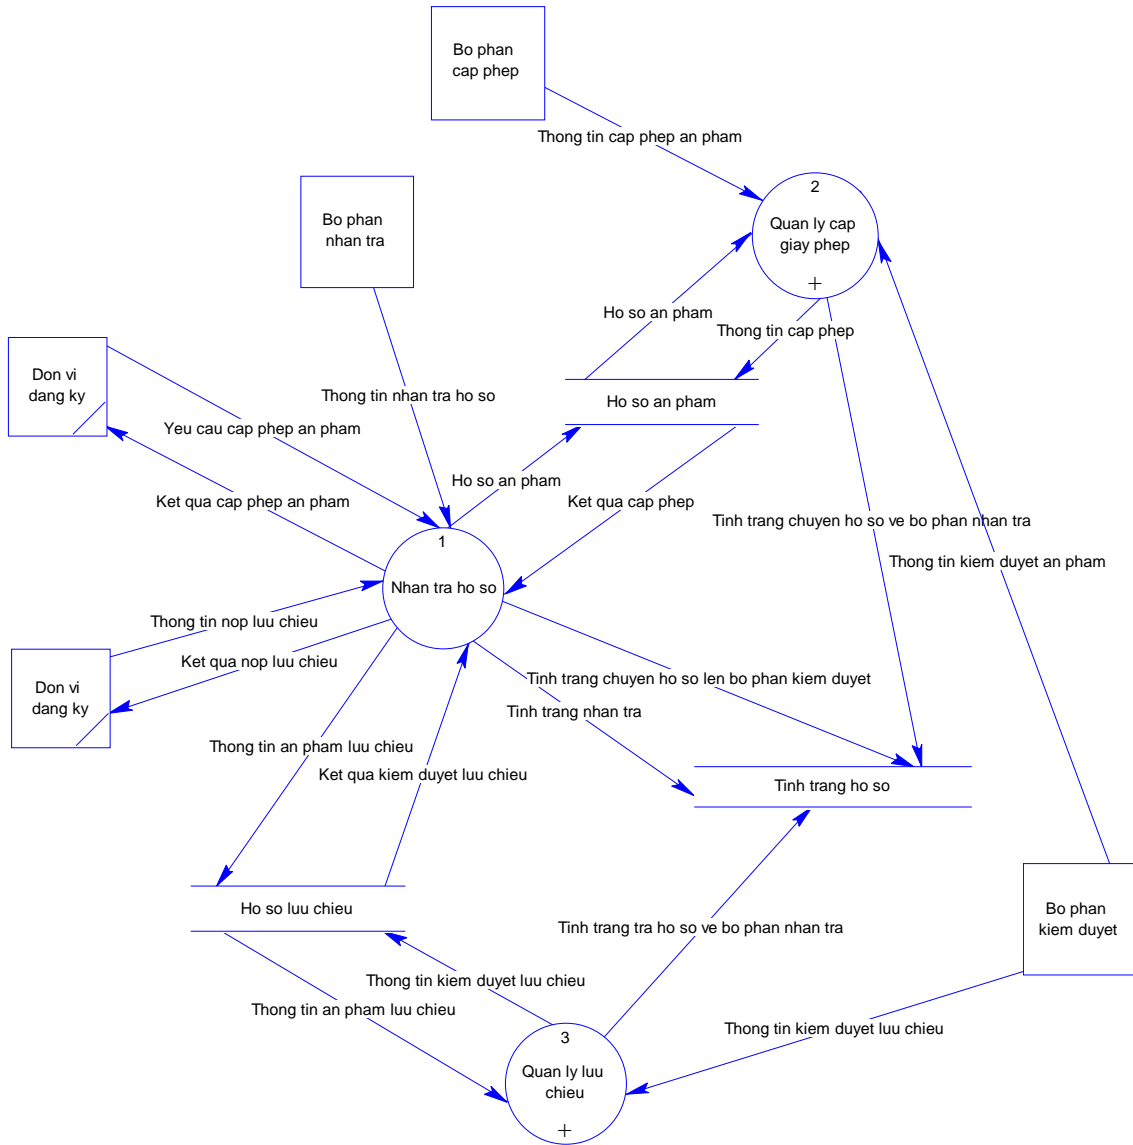 Bo phan
cap phep
Thong tin cap phep an pham
2
Quan ly cap
giay phep
+
Bo phan
nhan tra
Ho so an pham
Thong tin cap phep
Don vi
dang ky
Thong tin nhan tra ho so
Ho so an pham
Yeu cau cap phep an pham
Ho so an pham
Ket qua cap phep an pham
Ket qua cap phep
Tinh trang chuyen ho so ve bo phan nhan tra
1
Thong tin kiem duyet an pham
Nhan tra ho so
Thong tin nop luu chieu
Ket qua nop luu chieu
Don vi
dang ky
Tinh trang chuyen ho so len bo phan kiem duyet
Tinh trang nhan tra
Thong tin an pham luu chieu
Ket qua kiem duyet luu chieu
Tinh trang ho so
Ho so luu chieu
Bo phan
kiem duyet
Tinh trang tra ho so ve bo phan nhan tra
Thong tin kiem duyet luu chieu
Thong tin an pham luu chieu
Thong tin kiem duyet luu chieu
3
Quan ly luu
chieu
+